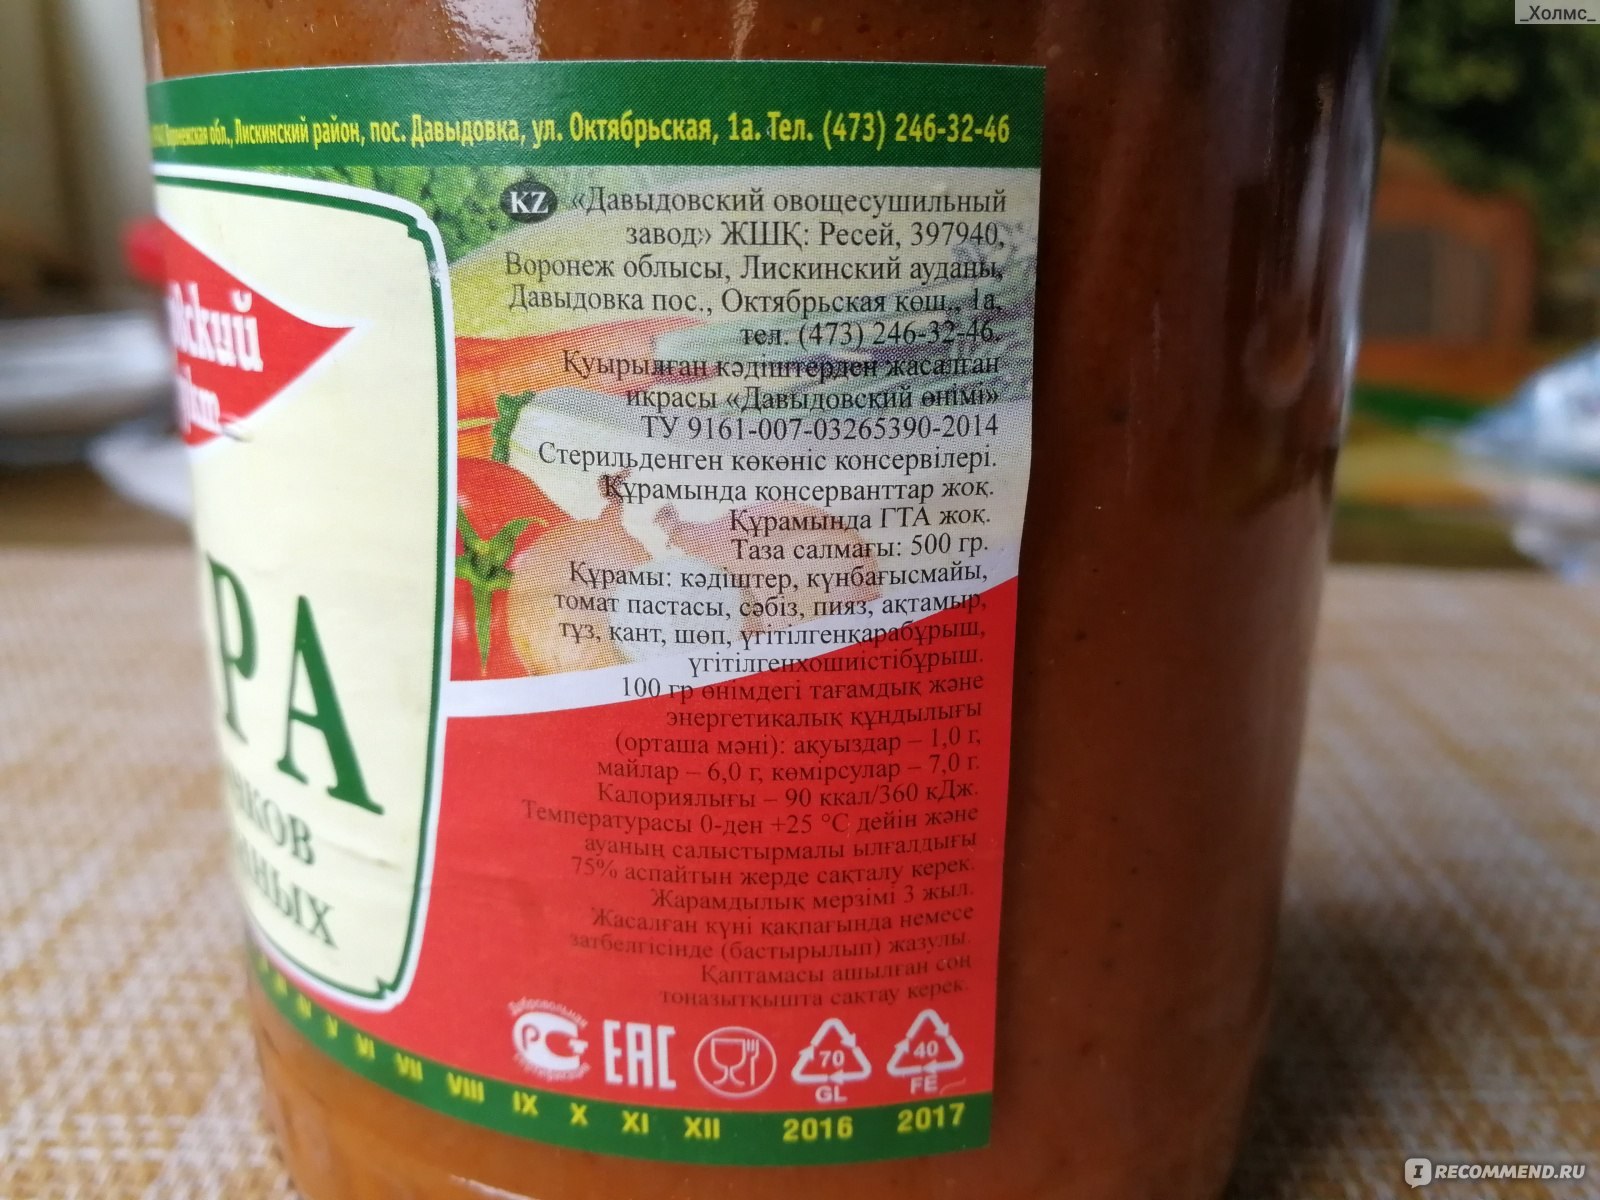 _Холмс_
обл., Лискинский район, пос. Давыдовка, ул. Октябрьская, 1а. Тел. (473) 246-32-46
KZ «Давыдовский овощесушильный
завод» ЖШҚ: Ресей, 397940,
Воронеж облысы, Лискинский ауданы,
Давыдовка пос., Октябрьская көш., 1а,
тел. (473) 246-32-46.
Қуырылған кәдіштерден жасалған
икрасы «Давыдовский өнімі»
ТУ 9161-007-03265390-2014
Стерильденген көкөніс консервілері.
Құрамында консерванттар жоқ.
Құрамында ГТА жоқ.
Таза салмағы: 500 гр.
Құрамы: кәдіштер, күнбағысмайы,
томат пастасы, сәбіз, пияз, ақтамыр,
тұз, қант, шөп, үгітілгенқарабұрыш,
үгітілгенхошиістібұрыш.
100 гр өнімдегі тағамдық және
энергетикалық құндылығы
(орташа мәні): ақуыздар – 1,0 г,
майлар – 6,0 г, көмірсулар – 7,0 г.
Калориялығы – 90 ккал/360 кДж.
Температурасы 0-ден +25 °С дейін және
ауаның салыстырмалы ылғалдығы
75% аспайтын жерде сақталу керек.
Жарамдылық мерзімі 3 жыл.
Жасалған күні қақпағында немесе
затбелгісінде (бастырылып) жазулы.
Қаптамасы ашылған соң
тоңазытқышта сақтау керек.
вский
кт
РА
чков
ных
Добровольная
РСТ
ЕАС
70
GL
40
FE
V VI VII VIII IX X XI XII 2016 2017
IRECOMMEND.RU